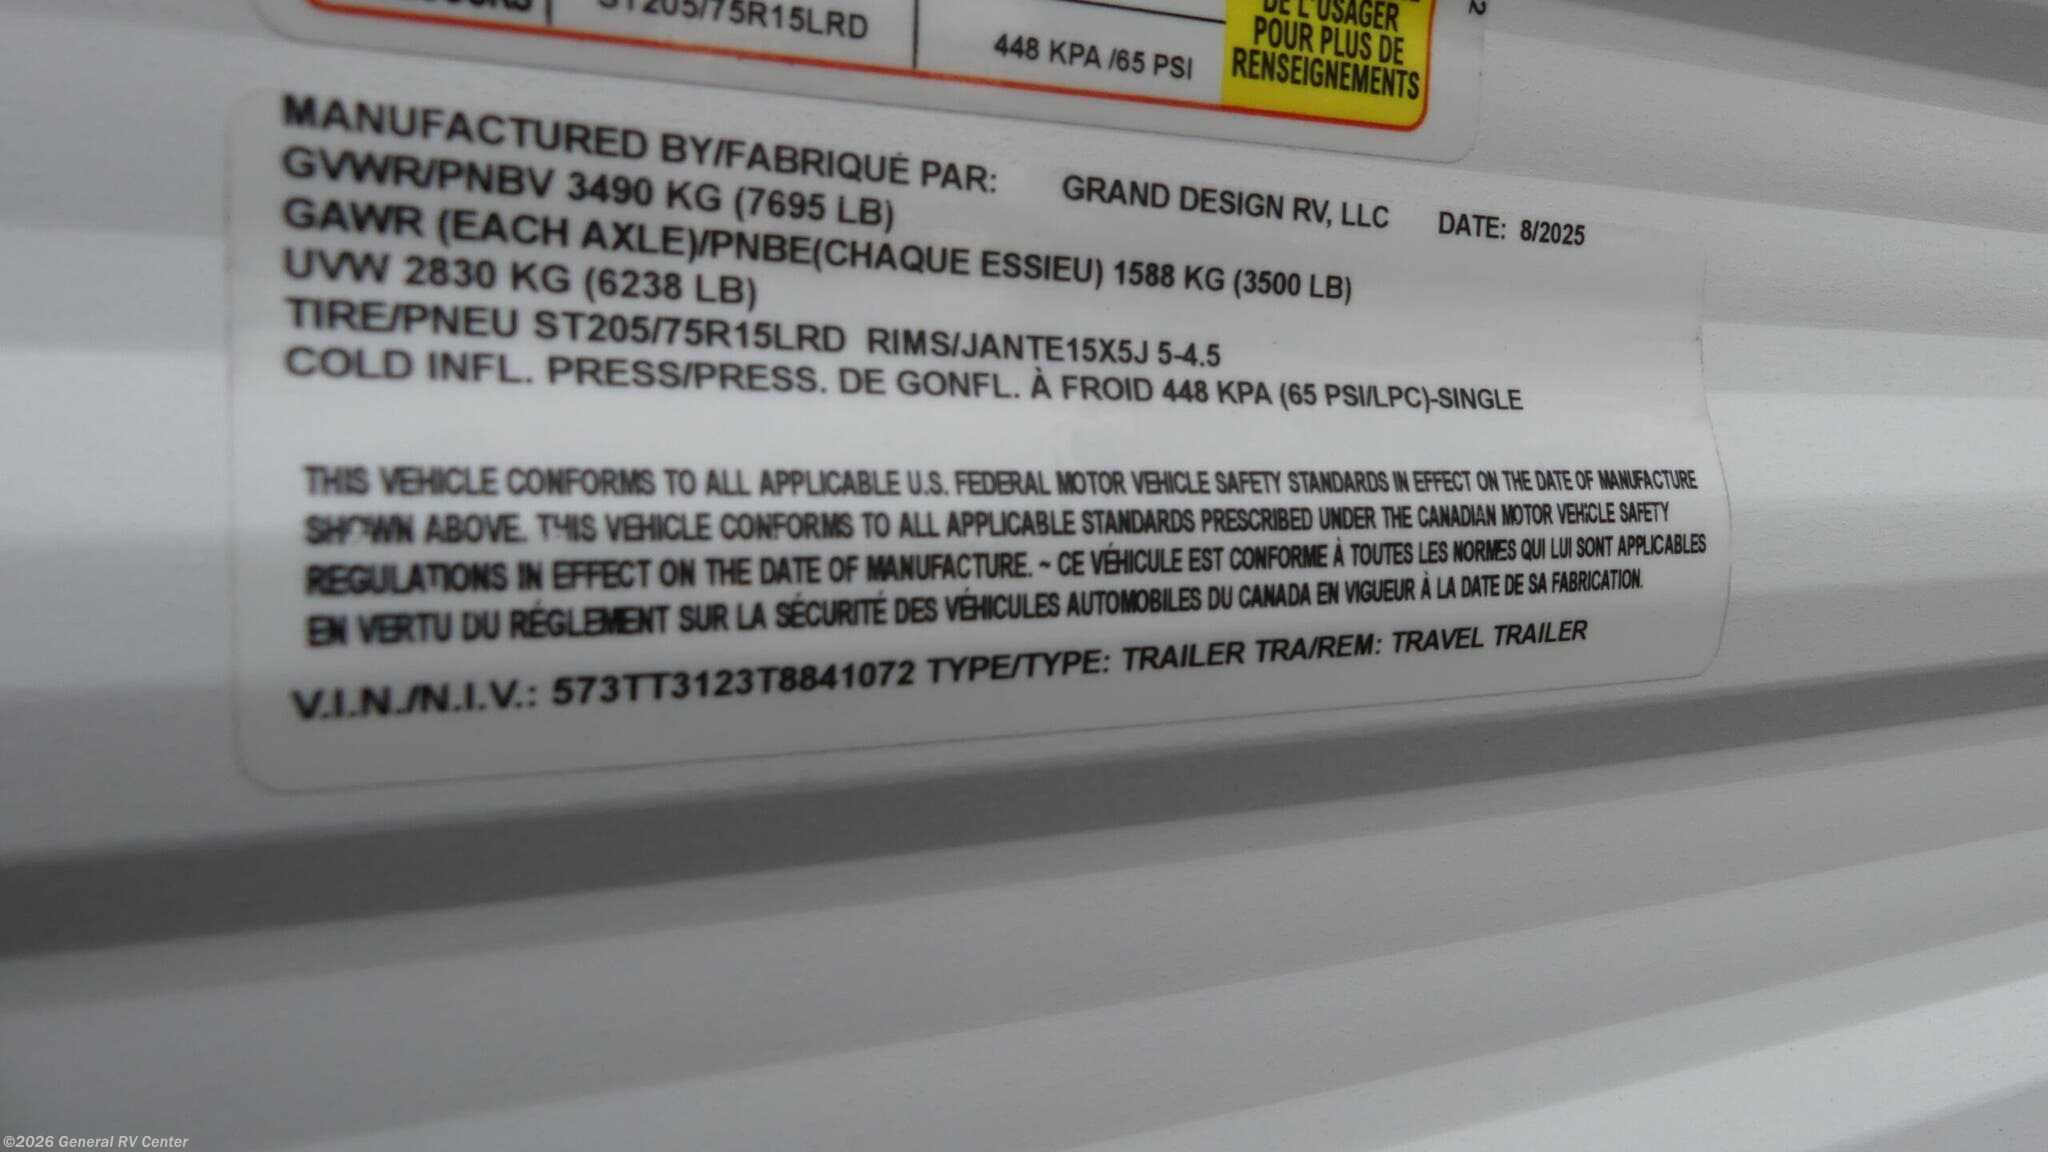 ST205/75R15LRD
448 KPA /65 PSI
DE L'USAGER
POUR PLUS DE
RENSEIGNEMENTS
MANUFACTURED BY/FABRIQUÉ PAR: GRAND DESIGN RV, LLC DATE: 8/2025
GVWR/PNBV 3490 KG (7695 LB)
GAWR (EACH AXLE)/PNBE(CHAQUE ESSIEU) 1588 KG (3500 LB)
UVW 2830 KG (6238 LB)
TIRE/PNEU ST205/75R15LRD RIMS/JANTE15X5J 5-4.5
COLD INFL. PRESS/PRESS. DE GONFL. À FROID 448 KPA (65 PSI/LPC)-SINGLE
THIS VEHICLE CONFORMS TO ALL APPLICABLE U.S. FEDERAL MOTOR VEHICLE SAFETY STANDARDS IN EFFECT ON THE DATE OF MANUFACTURE
SHOWN ABOVE. THIS VEHICLE CONFORMS TO ALL APPLICABLE STANDARDS PRESCRIBED UNDER THE CANADIAN MOTOR VEHICLE SAFETY
REGULATIONS IN EFFECT ON THE DATE OF MANUFACTURE. ~ CE VÉHICULE EST CONFORME À TOUTES LES NORMES QUI LUI SONT APPLICABLES
EN VERTU DU RÉGLEMENT SUR LA SÉCURITÉ DES VÉHICULES AUTOMOBILES DU CANADA EN VIGUEUR À LA DATE DE SA FABRICATION.
V.I.N./N.I.V.: 573TT3123T8841072 TYPE/TYPE: TRAILER TRA/REM: TRAVEL TRAILER
©2026 General RV Center